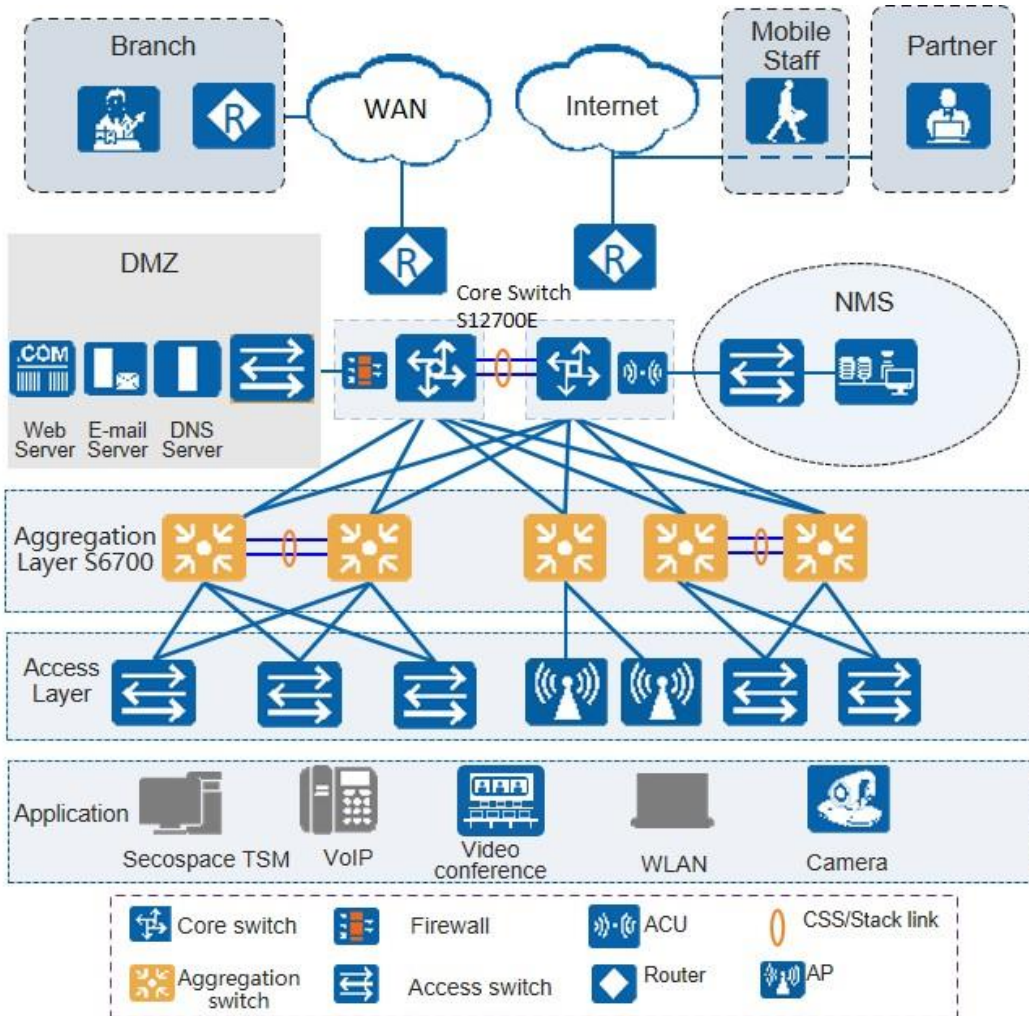 Branch
WAN
Internet
Mobile
Staff
Partner
R
R
R
DMZ
Core Switch
S12700E
NMS
.COM
Web
Server
E-mail
Server
DNS
Server
Aggregation
Layer S6700
Access
Layer
Application
Secospace TSM
VoIP
Video
conference
WLAN
Camera
Core switch
Firewall
ACU
CSS/Stack link
Aggregation
switch
Access switch
Router
AP